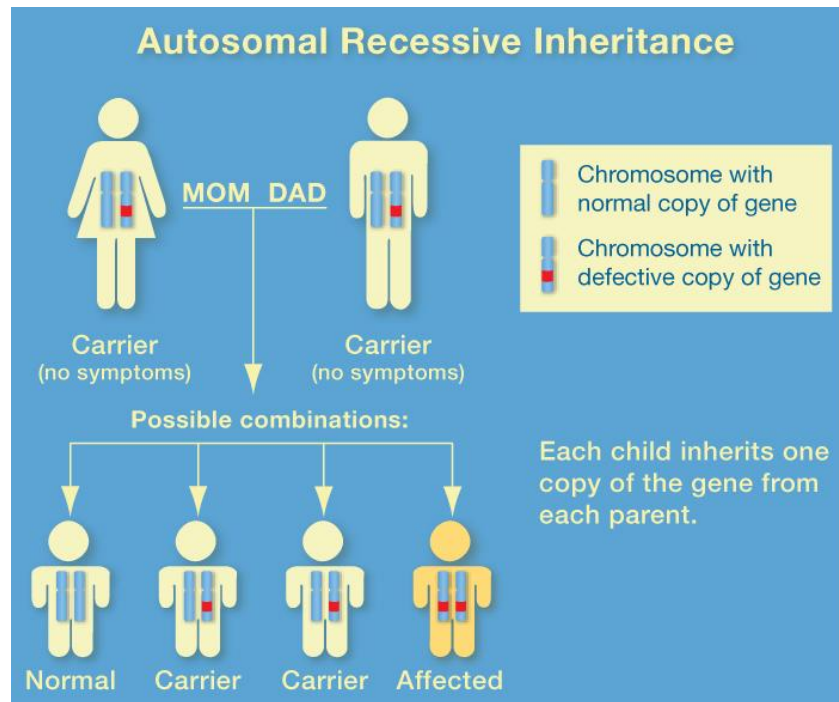 Autosomal Recessive Inheritance
MOM DAD
Chromosome with
normal copy of gene
Chromosome with
defective copy of gene
Carrier
(no symptoms)
Carrier
(no symptoms)
Possible combinations:
Each child inherits one
copy of the gene from
each parent.
Normal
Carrier
Carrier
Affected